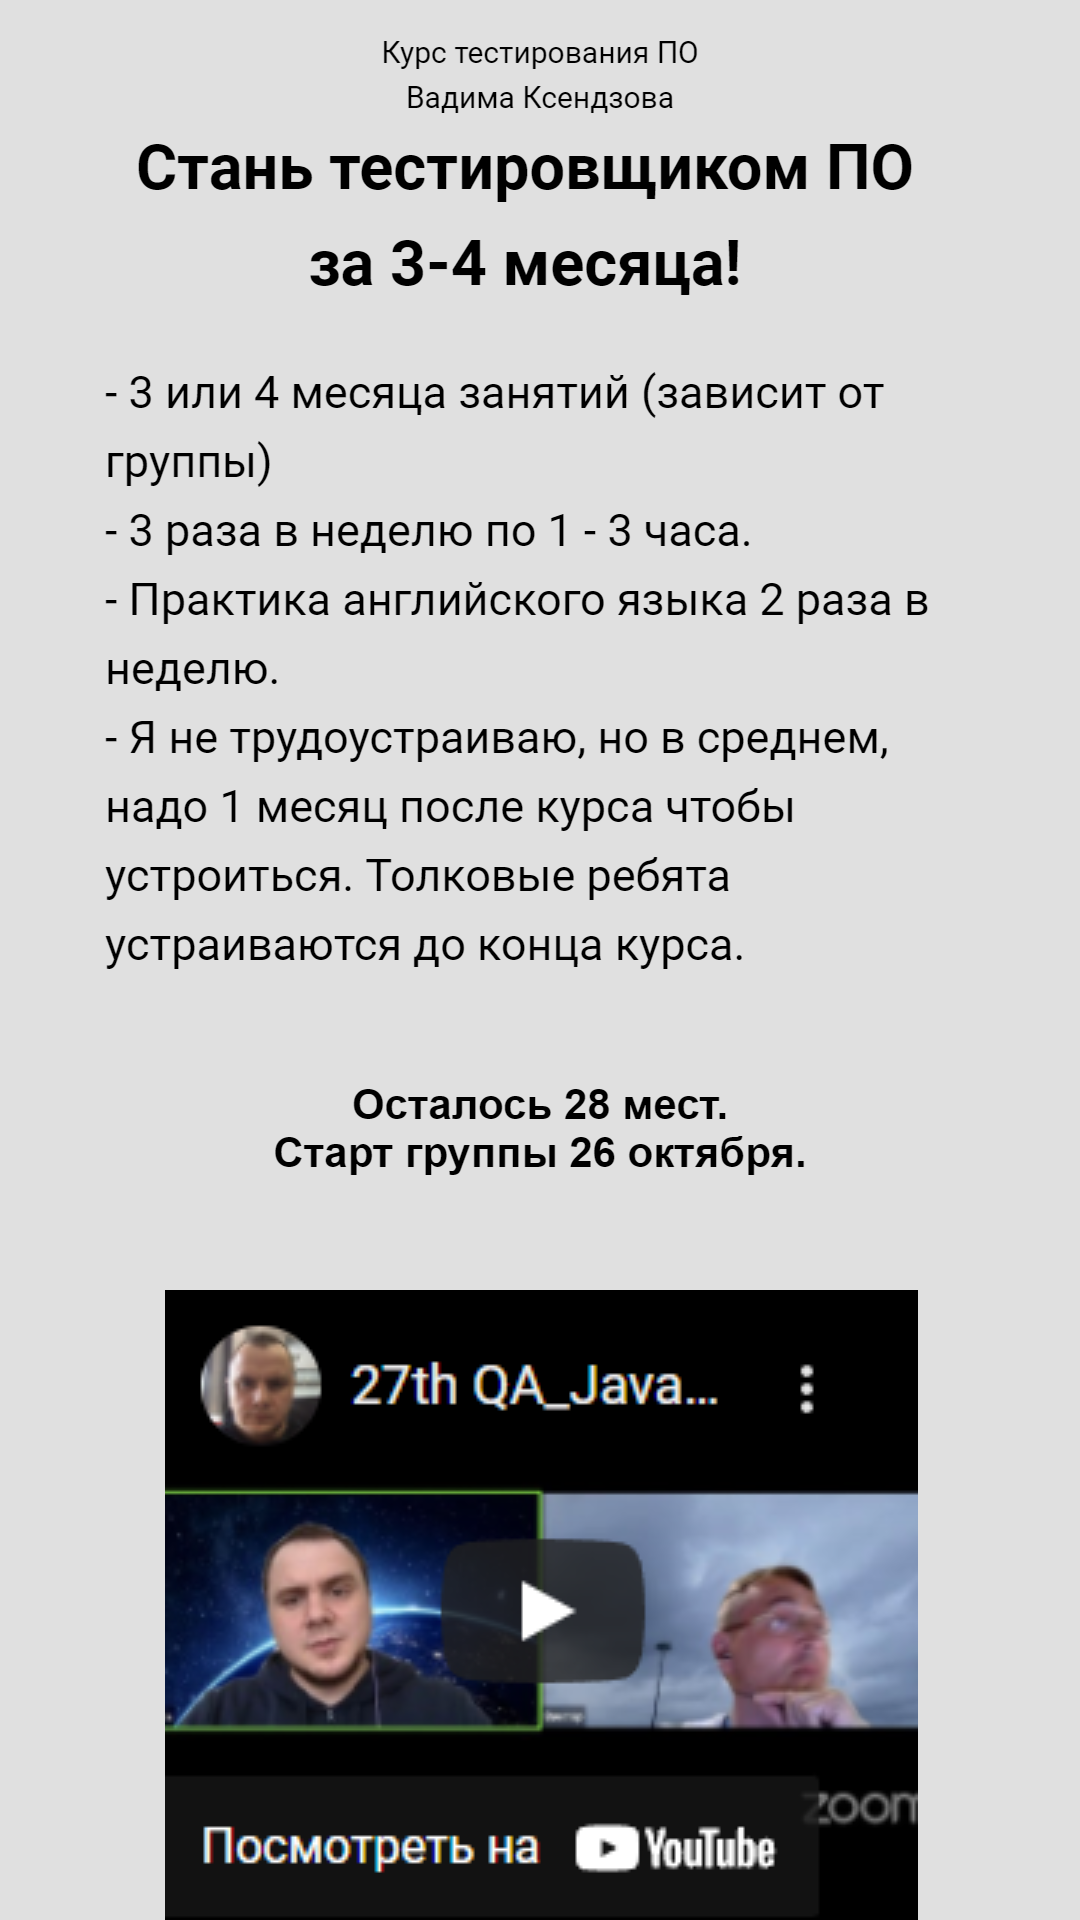 Курс тестирования ПО
Вадима Ксендзова
Стань тестировщиком ПО
за 3-4 месяца!
- 3 или 4 месяца занятий (зависит от
группы)
- 3 раза в неделю по 1 - 3 часа.
- Практика английского языка 2 раза в
неделю.
- Я не трудоустраиваю, но в среднем,
надо 1 месяц после курса чтобы
устроиться. Толковые ребята
устраиваются до конца курса.
Осталось 28 мест.
Старт группы 26 октября.
27th QA_Java...
zoom
Посмотреть на YouTube